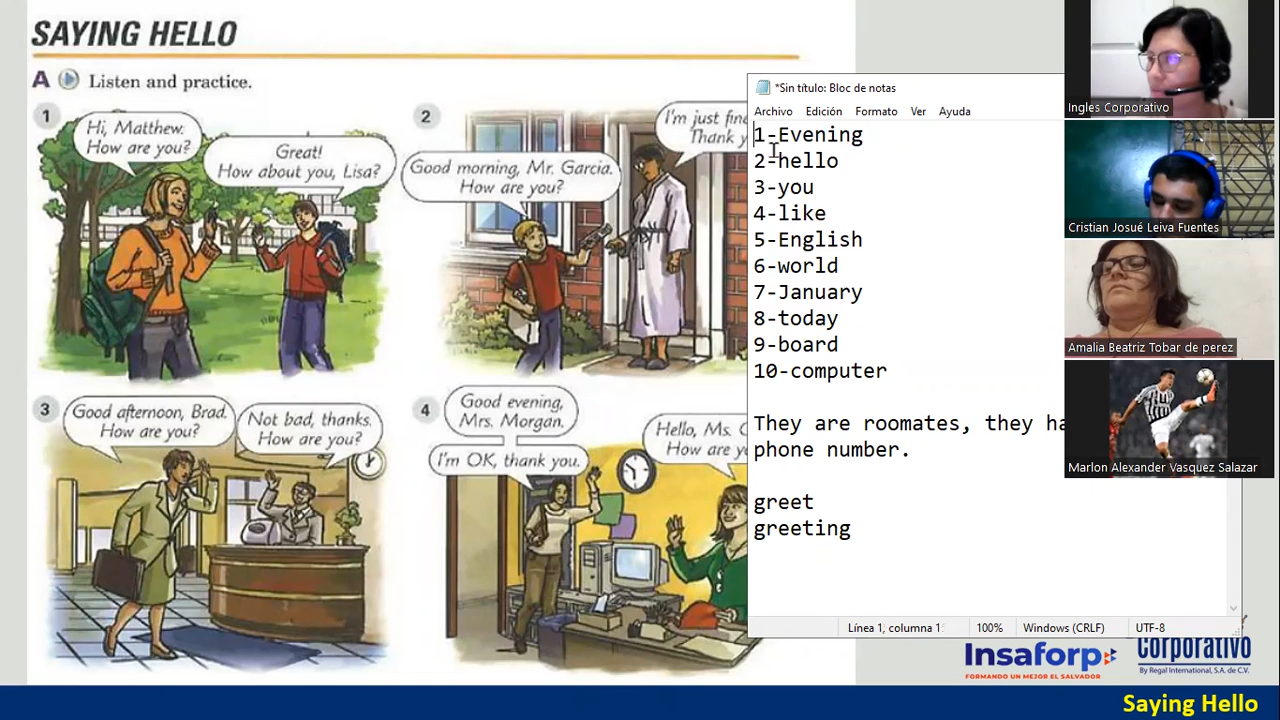 SAYING HELLO
A Listen and practice.
1
Hi, Matthew.
How are you?
Great!
How about you, Lisa?
2
Good morning, Mr. Garcia.
How are you?
I'm just fine
Thank
3
Good afternoon, Brad.
How are you?
Not bad, thanks.
How are you?
4
Good evening,
Mrs. Morgan.
I'm OK, thank you.
Hello, Ms.
How are
*Sin título: Bloc de notas
Archivo Edición Formato Ver Ayuda
1-Evening
2-hello
3-you
4-like
5-English
6-world
7-January
8-today
9-board
10-computer
They are roomates, they
phone number.
greet
greeting
Línea 1, columna 1 100% Windows (CRLF) UTF-8
Ingles Corporativo
Cristian Josué Leiva Fuentes
Amalia Beatriz Tobar de perez
Marlon Alexander Vasquez Salazar
Insaforp
FORMANDO UN MEJOR EL SALVADOR
Corporativo
By Regal International, S.A. de C.V.
Saying Hello